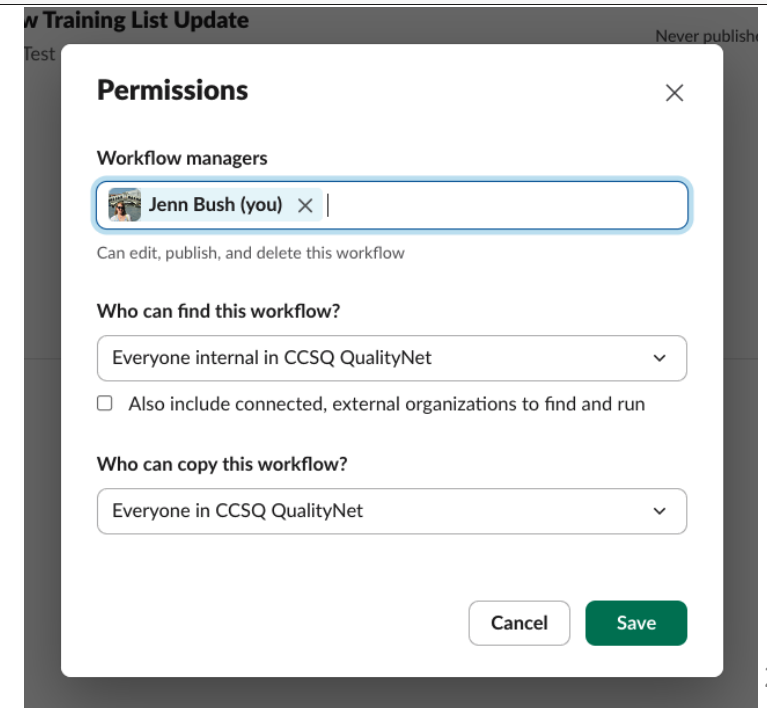 w Training List Update
Never publishe
Test
Permissions
Workflow managers
Jenn Bush (you)
Can edit, publish, and delete this workflow
Who can find this workflow?
Everyone internal in CCSQ QualityNet
Also include connected, external organizations to find and run
Who can copy this workflow?
Everyone in CCSQ QualityNet
Cancel Save